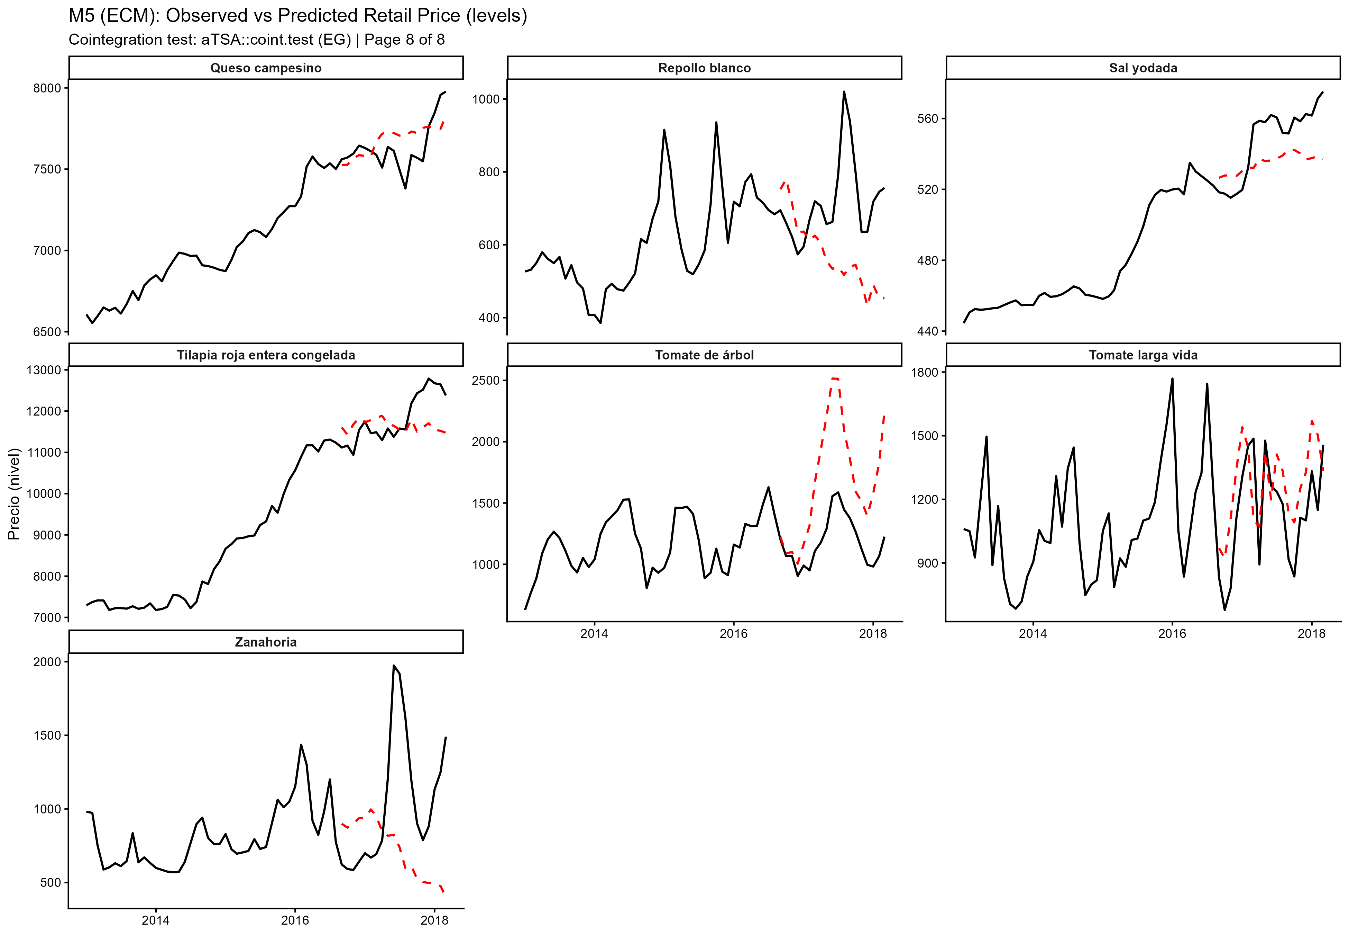 M5 (ECM): Observed vs Predicted Retail Price (levels)
Cointegration test: aTSA::coint.test (EG) | Page 8 of 8
Precio (nivel)
Queso campesino
8000
7500
7000
6500
Repollo blanco
1000
800
600
400
Sal yodada
560
520
480
440
Tilapia roja entera congelada
13000
12000
11000
10000
9000
8000
7000
Tomate de árbol
2500
2000
1500
1000
2014 2016 2018
Tomate larga vida
1800
1500
1200
900
2014 2016 2018
Zanahoria
2000
1500
1000
500
2014 2016 2018